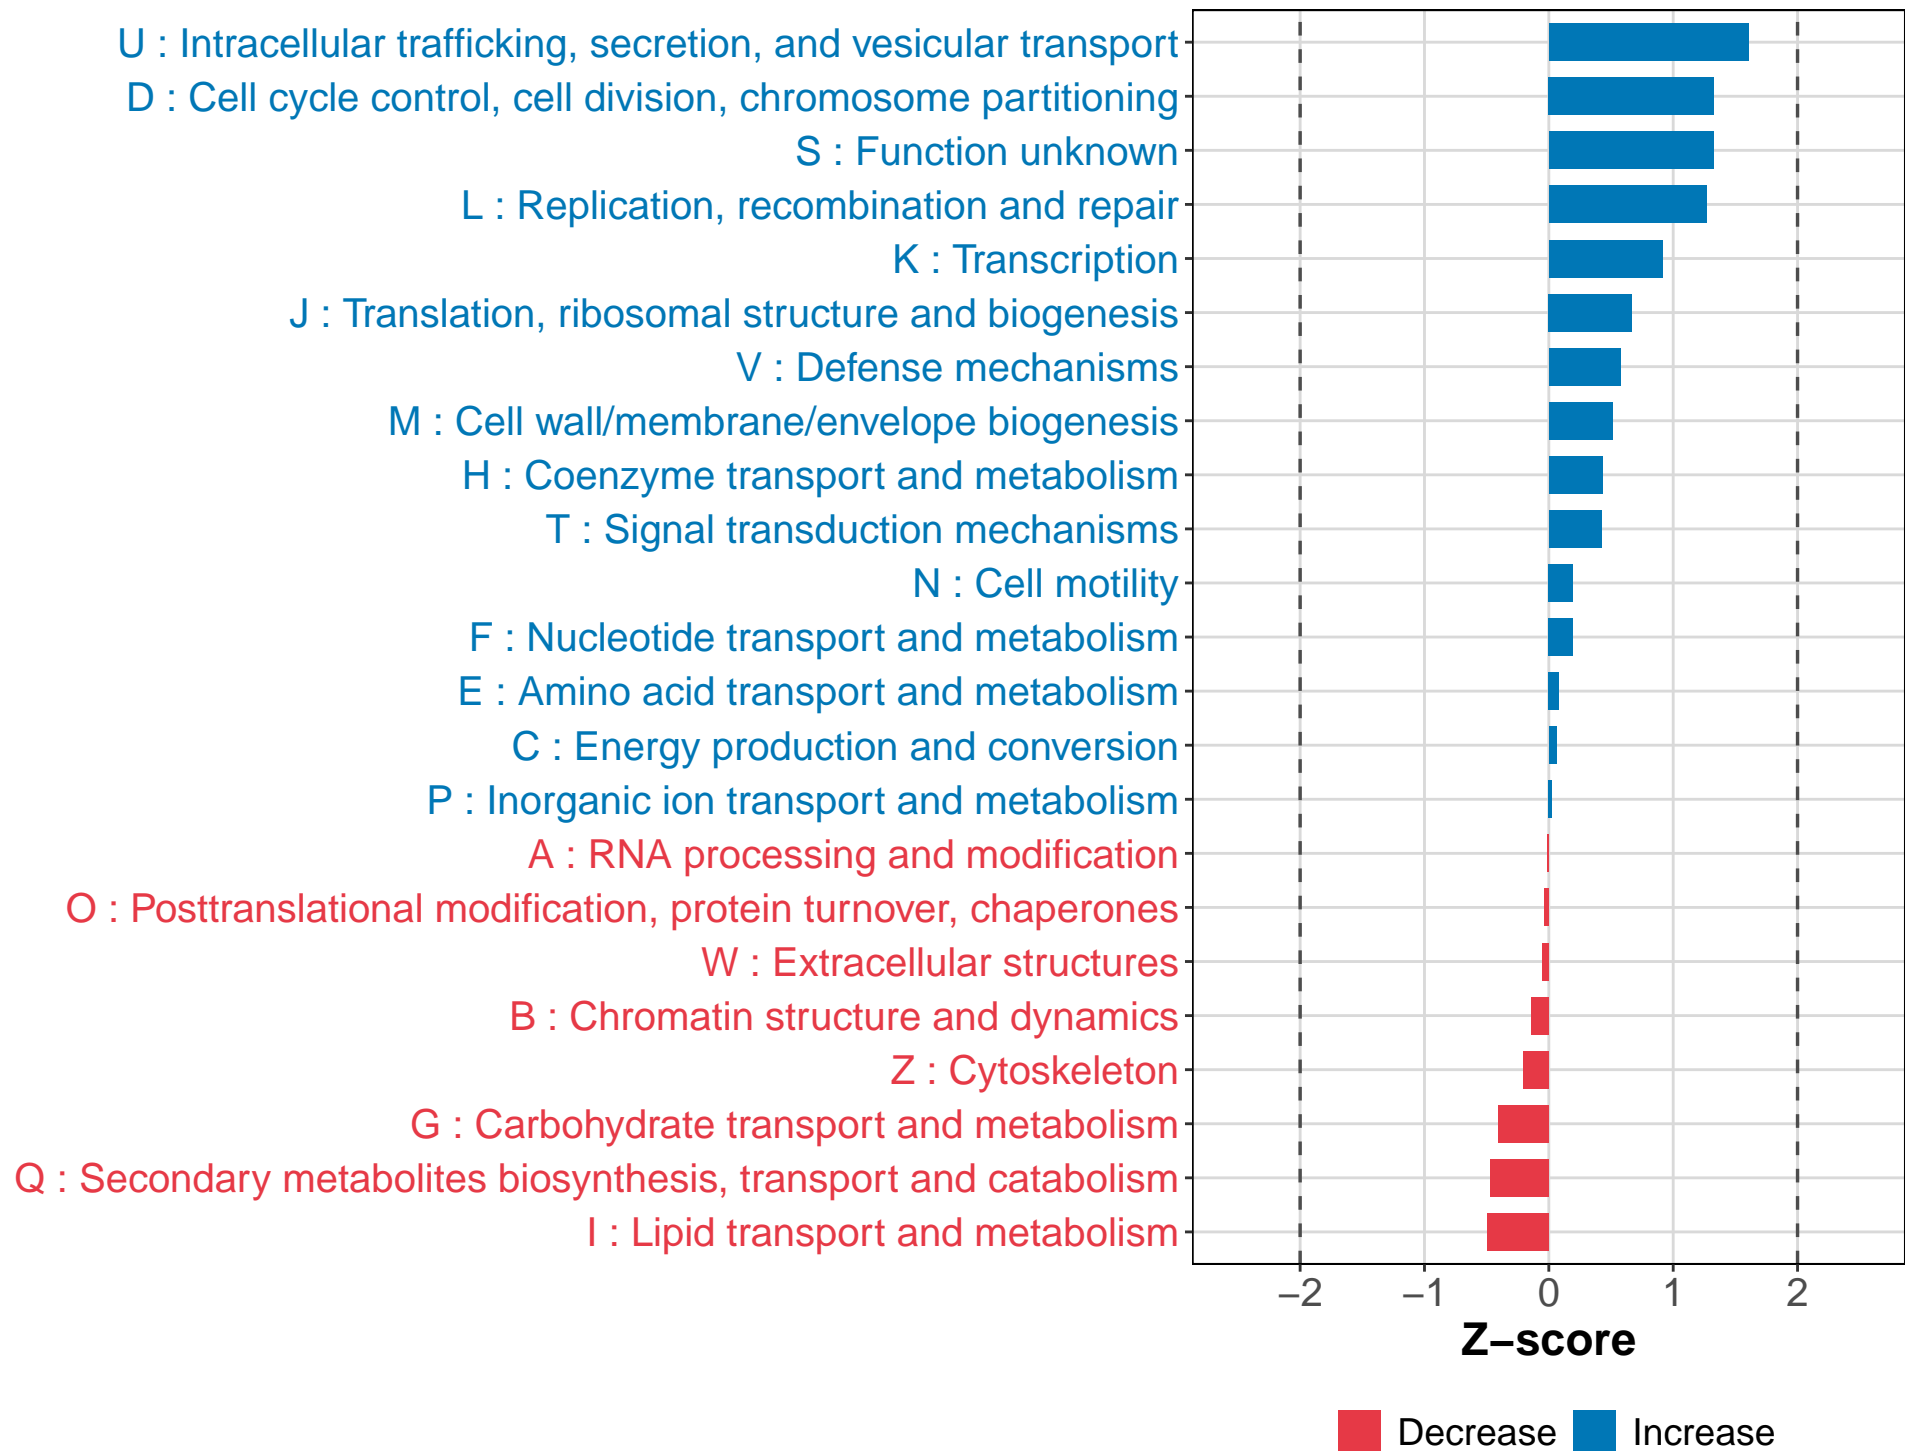 U : Intracellular trafficking, secretion, and vesicular transport
D : Cell cycle control, cell division, chromosome partitioning
S : Function unknown
L : Replication, recombination and repair
K : Transcription
J : Translation, ribosomal structure and biogenesis
V : Defense mechanisms
M : Cell wall/membrane/envelope biogenesis
H : Coenzyme transport and metabolism
T : Signal transduction mechanisms
N : Cell motility
F : Nucleotide transport and metabolism
E : Amino acid transport and metabolism
C : Energy production and conversion
P : Inorganic ion transport and metabolism
A : RNA processing and modification
O : Posttranslational modification, protein turnover, chaperones
W : Extracellular structures
B : Chromatin structure and dynamics
Z : Cytoskeleton
G : Carbohydrate transport and metabolism
Q : Secondary metabolites biosynthesis, transport and catabolism
I : Lipid transport and metabolism
−2 −1 0 1 2
Z−score
Decrease Increase